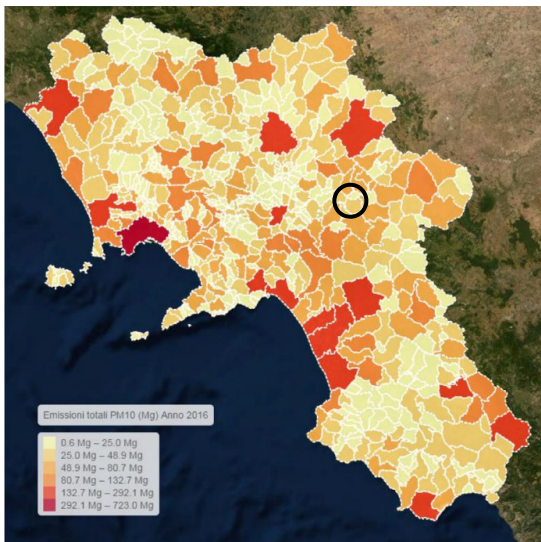 Emissioni totali PM10 (Mg) Anno 2016
0.6 Mg – 25.0 Mg
25.0 Mg – 48.9 Mg
48.9 Mg – 80.7 Mg
80.7 Mg – 132.7 Mg
132.7 Mg – 292.1 Mg
292.1 Mg – 723.0 Mg